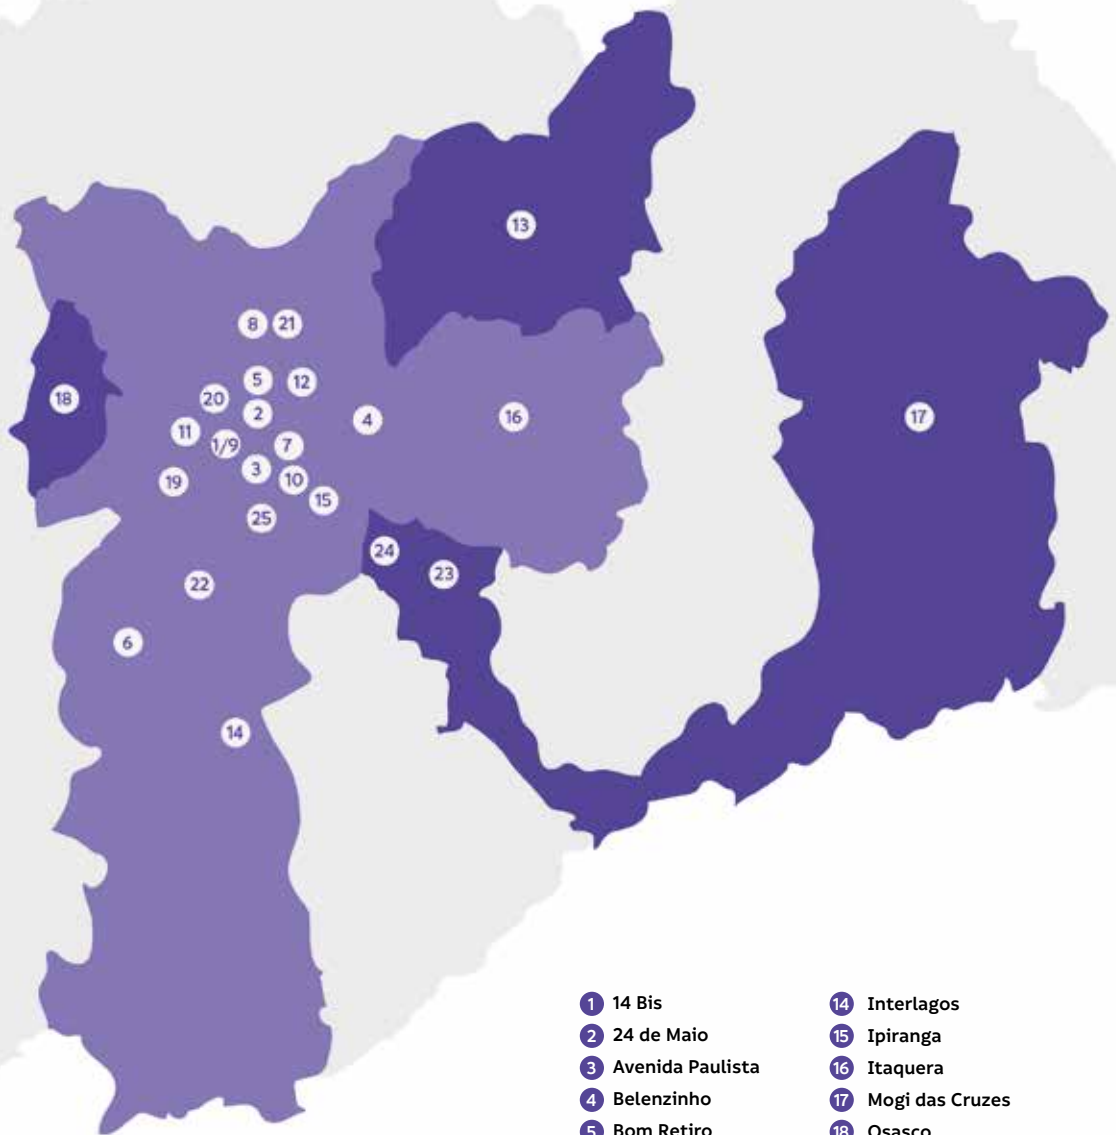 13
8 21
5 12
18
20
2
4
16
17
11
1/9
7
3
10
19
15
25
24
23
22
6
14
1 14 Bis
2 24 de Maio
3 Avenida Paulista
4 Belenzinho
5 Bom Retiro
14 Interlagos
15 Ipiranga
16 Itaquera
17 Mogi das Cruzes
18 Osasco